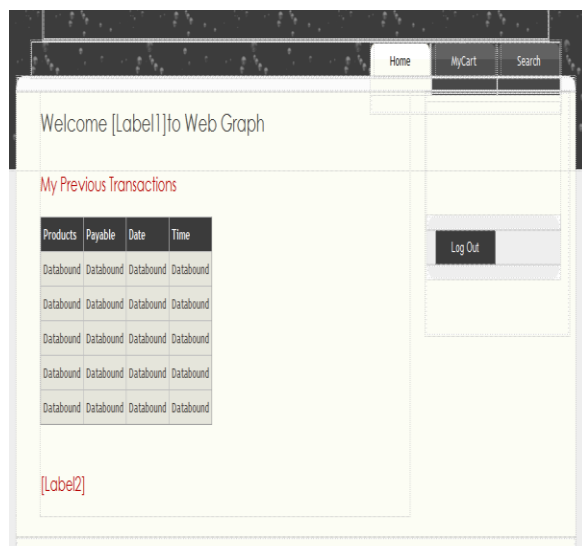 Home MyCart Search
Welcome [Label1]to Web Graph
My Previous Transactions
Products Payable Date Time
Databound Databound Databound Databound
Databound Databound Databound Databound
Databound Databound Databound Databound
Databound Databound Databound Databound
Databound Databound Databound Databound
Log Out
[Label2]